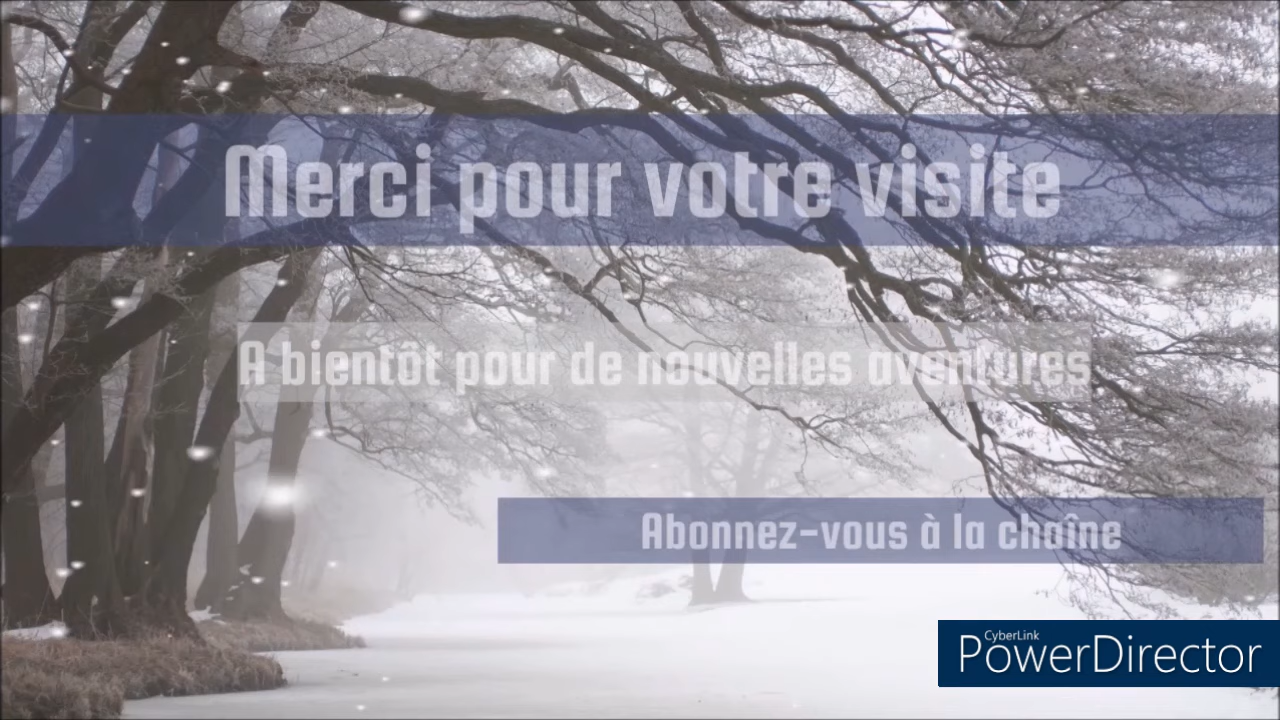 Merci pour votre visite
A bientôt pour de nouvelles aventures
Abonnez-vous à la chaîne
CyberLink
PowerDirector